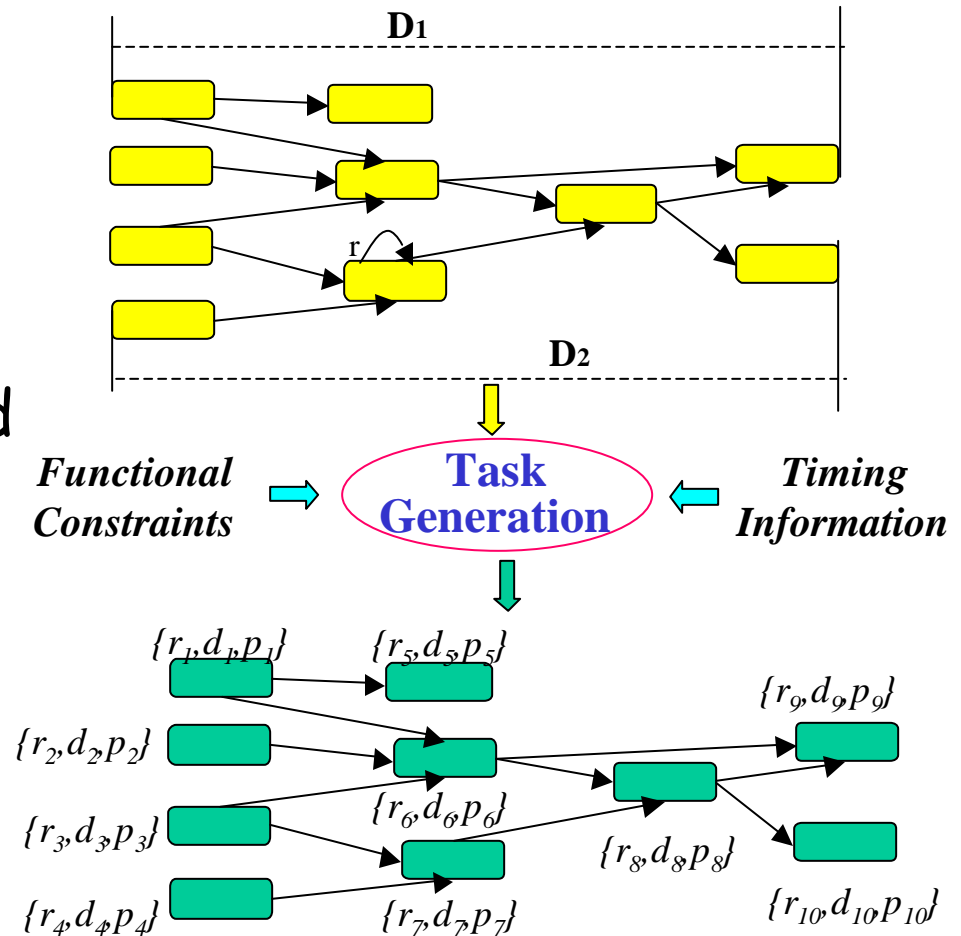 D1
r
D2
d
Functional
Constraints
Task
Generation
Timing
Information
{r1,d1,p1}
{r5,d5,p5}
{r9,d9,p9}
{r2,d2,p2}
{r6,d6,p6}
{r3,d3,p3}
{r8,d8,p8}
{r4,d4,p4}
{r7,d7,p7}
{r10,d10,p10}